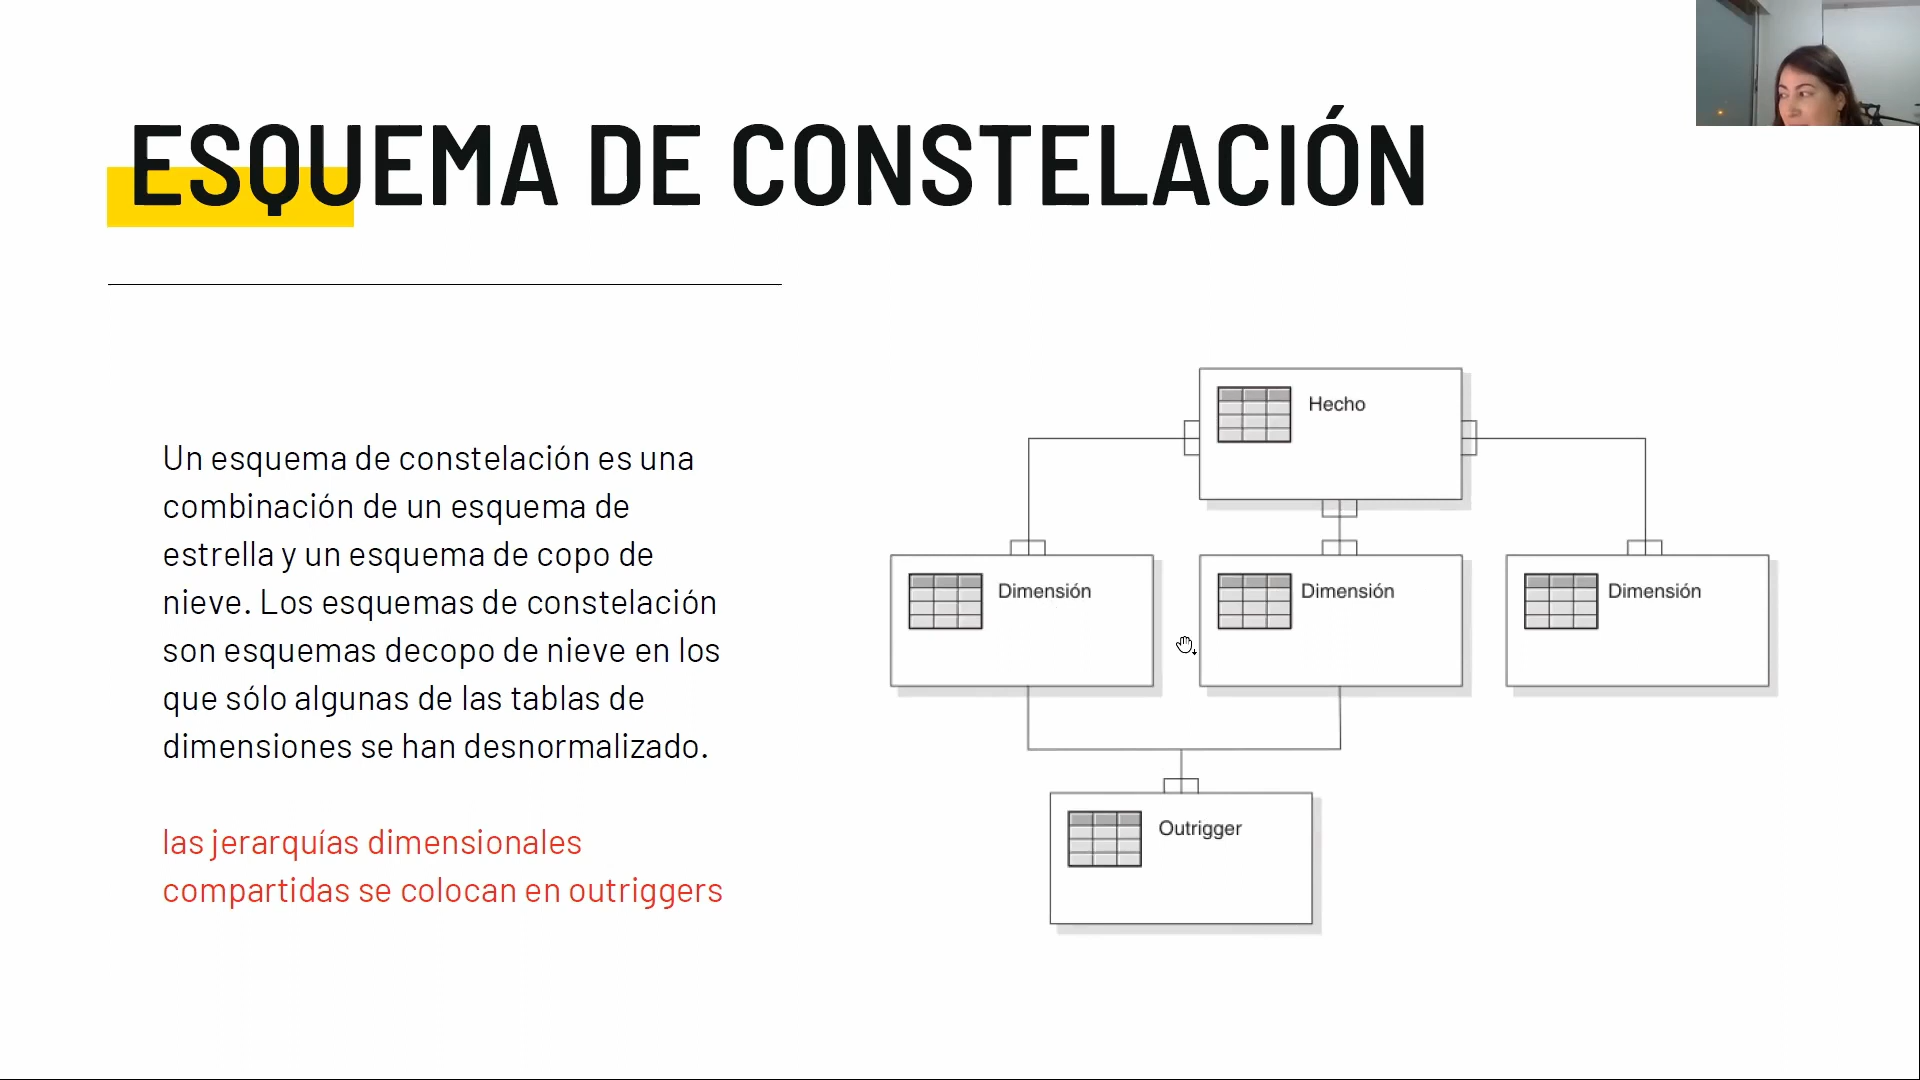 ESQUEMA DE CONSTELACIÓN
Un esquema de constelación es una
combinación de un esquema de
estrella y un esquema de copo de
nieve. Los esquemas de constelación
son esquemas decopo de nieve en los
que sólo algunas de las tablas de
dimensiones se han desnormalizado.
las jerarquías dimensionales
compartidas se colocan en outriggers
Hecho
Dimensión
Dimensión
Dimensión
Outrigger